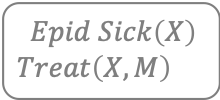 Epid Sick(X)
Treat(X, M)